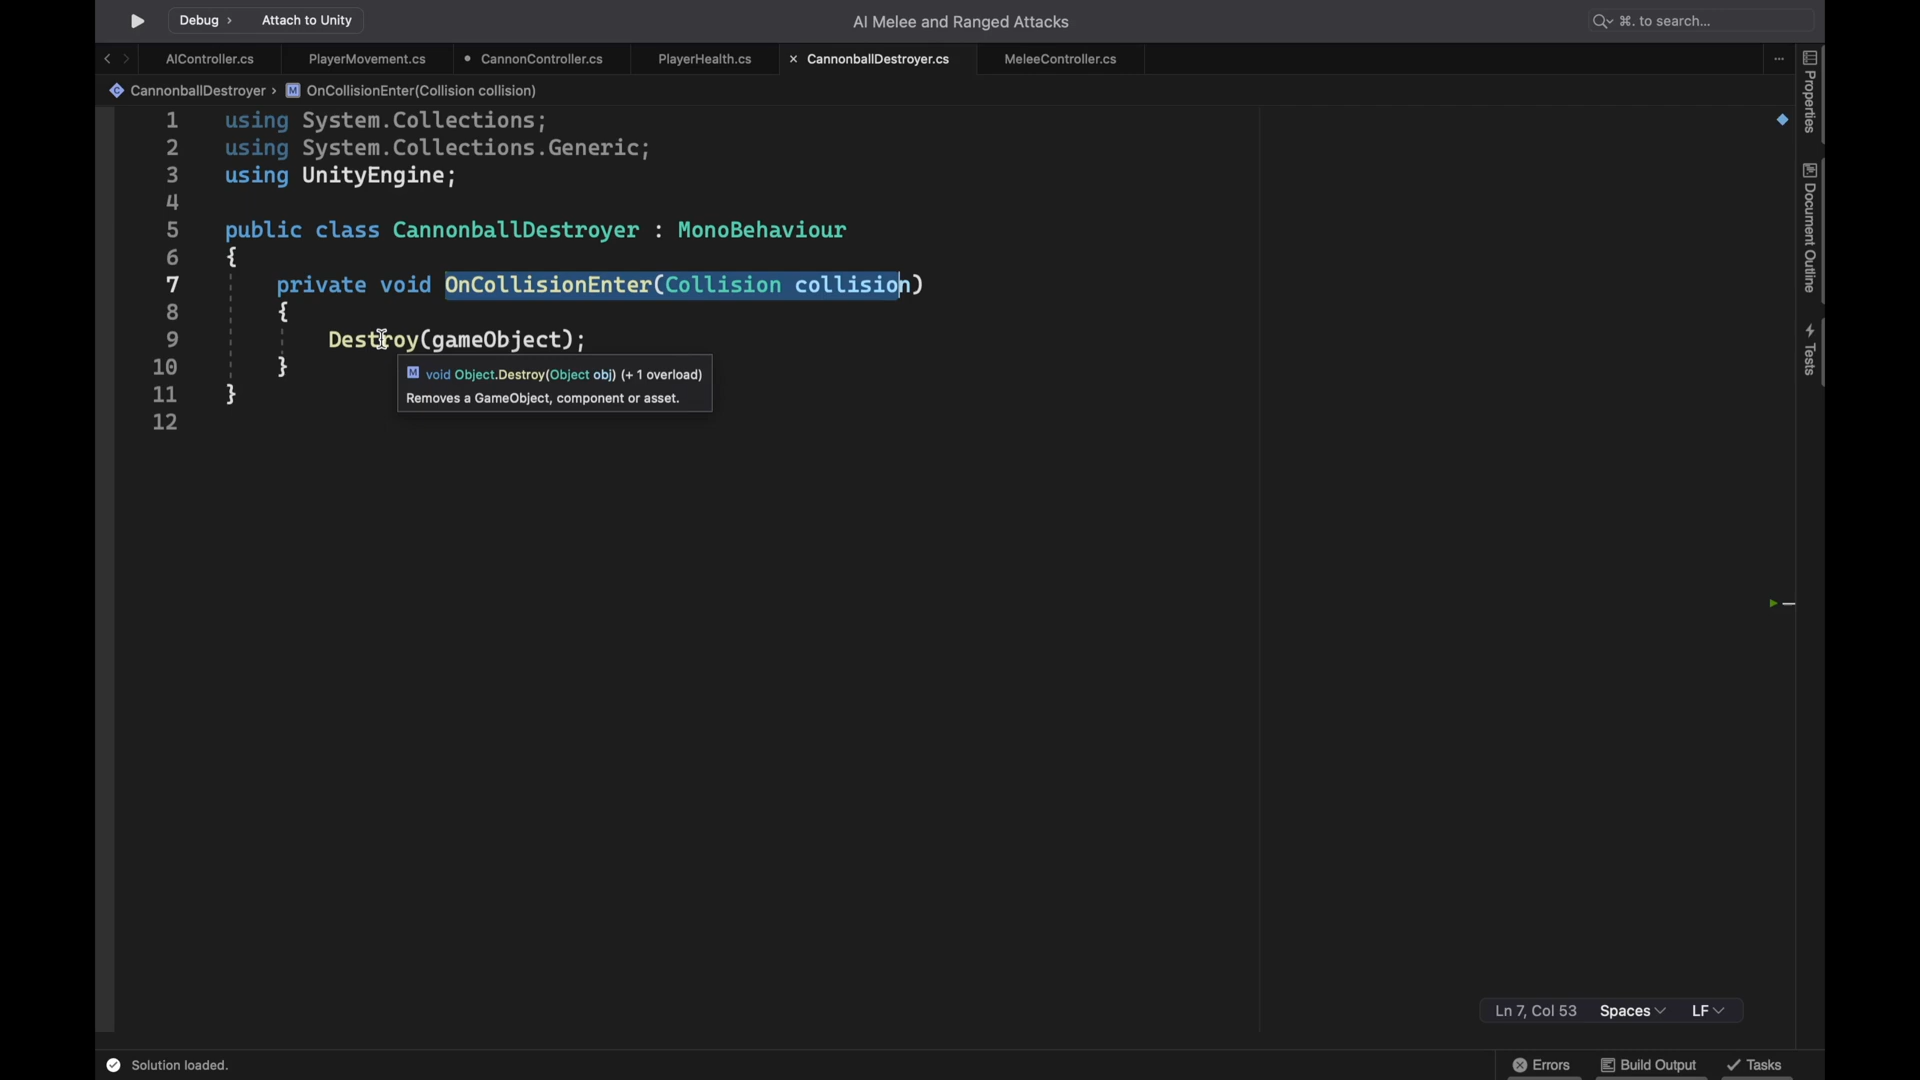 Debug > Attach to Unity
AI Melee and Ranged Attacks
⌘. to search...
AIController.cs
PlayerMovement.cs
CannonController.cs
PlayerHealth.cs
CannonballDestroyer.cs
MeleeController.cs
CannonballDestroyer > M OnCollisionEnter(Collision collision)
1 using System.Collections;
2 using System.Collections.Generic;
3 using UnityEngine;
4
5 public class CannonballDestroyer : MonoBehaviour
6 {
7 private void OnCollisionEnter(Collision collision)
8 {
9 Destroy(gameObject);
10 }
11 }
12
M void Object.Destroy(Object obj) (+ 1 overload)
Removes a GameObject, component or asset.
Properties
Document Outline
Tests
Ln 7, Col 53 Spaces LF
Solution loaded.
Errors Build Output Tasks